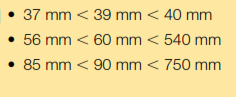 • 37 mm < 39 mm < 40 mm
• 56 mm < 60 mm < 540 mm
• 85 mm < 90 mm < 750 mm